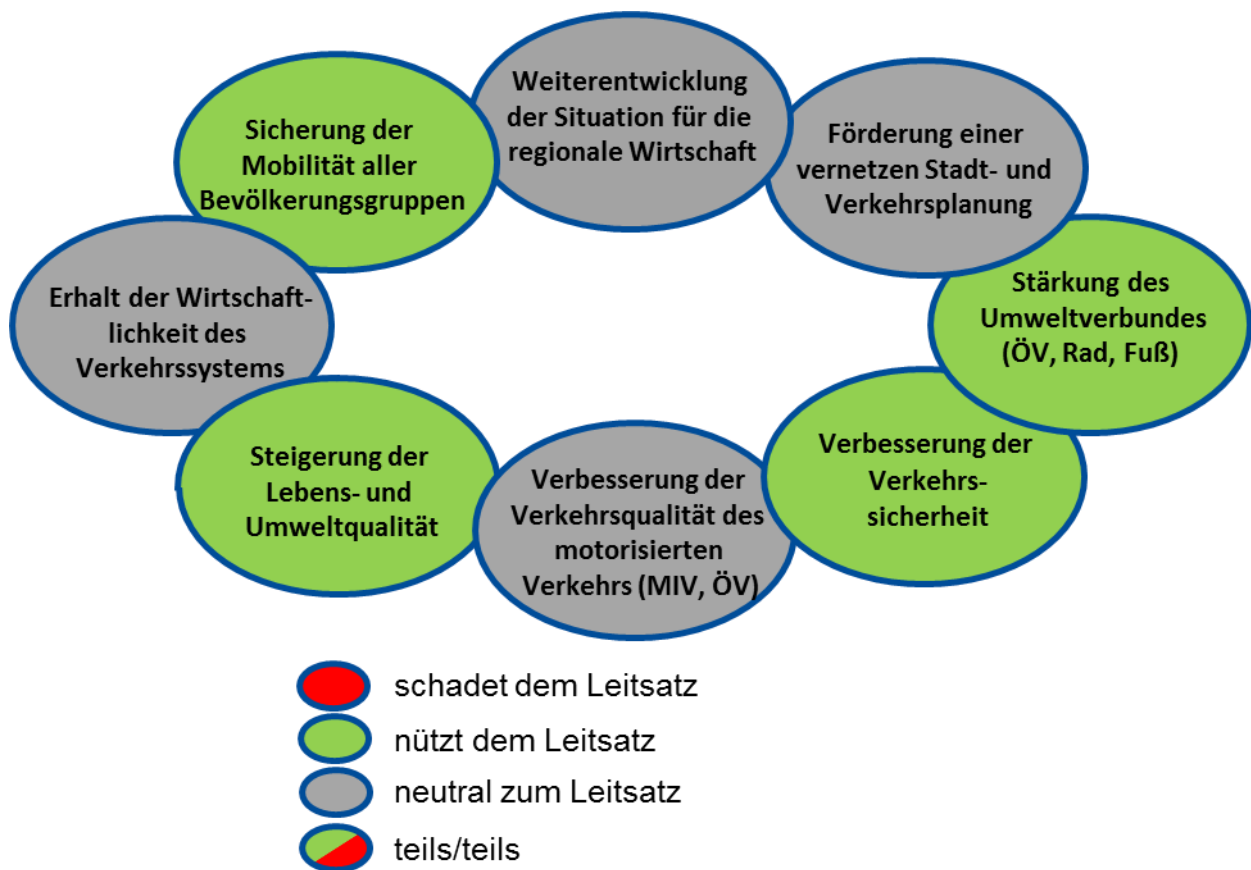 Weiterentwicklung
der Situation für die
regionale Wirtschaft
Sicherung der
Mobilität aller
Bevölkerungsgruppen
Förderung einer
vernetzen Stadt- und
Verkehrsplanung
Erhalt der Wirtschaft-
lichkeit des
Verkehrssystems
Stärkung des
Umweltverbundes
(ÖV, Rad, Fuß)
Steigerung der
Lebens- und
Umweltqualität
Verbesserung der
Verkehrsqualität des
motorisierten
Verkehrs (MIV, ÖV)
Verbesserung der
Verkehrs-
sicherheit
schadet dem Leitsatz
nützt dem Leitsatz
neutral zum Leitsatz
teils/teils